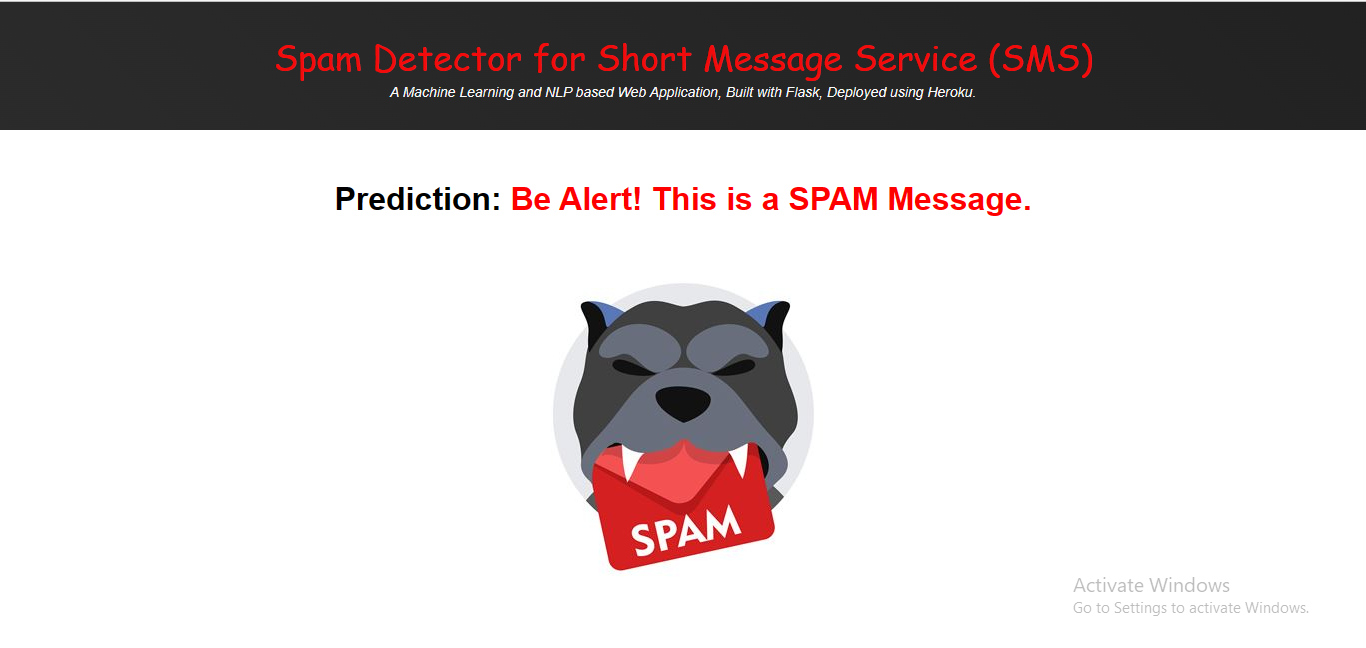 Spam Detector for Short Message Service (SMS)
A Machine Learning and NLP based Web Application, Built with Flask, Deployed using Heroku.
Prediction: Be Alert! This is a SPAM Message.
SPAM
Activate Windows
Go to Settings to activate Windows.